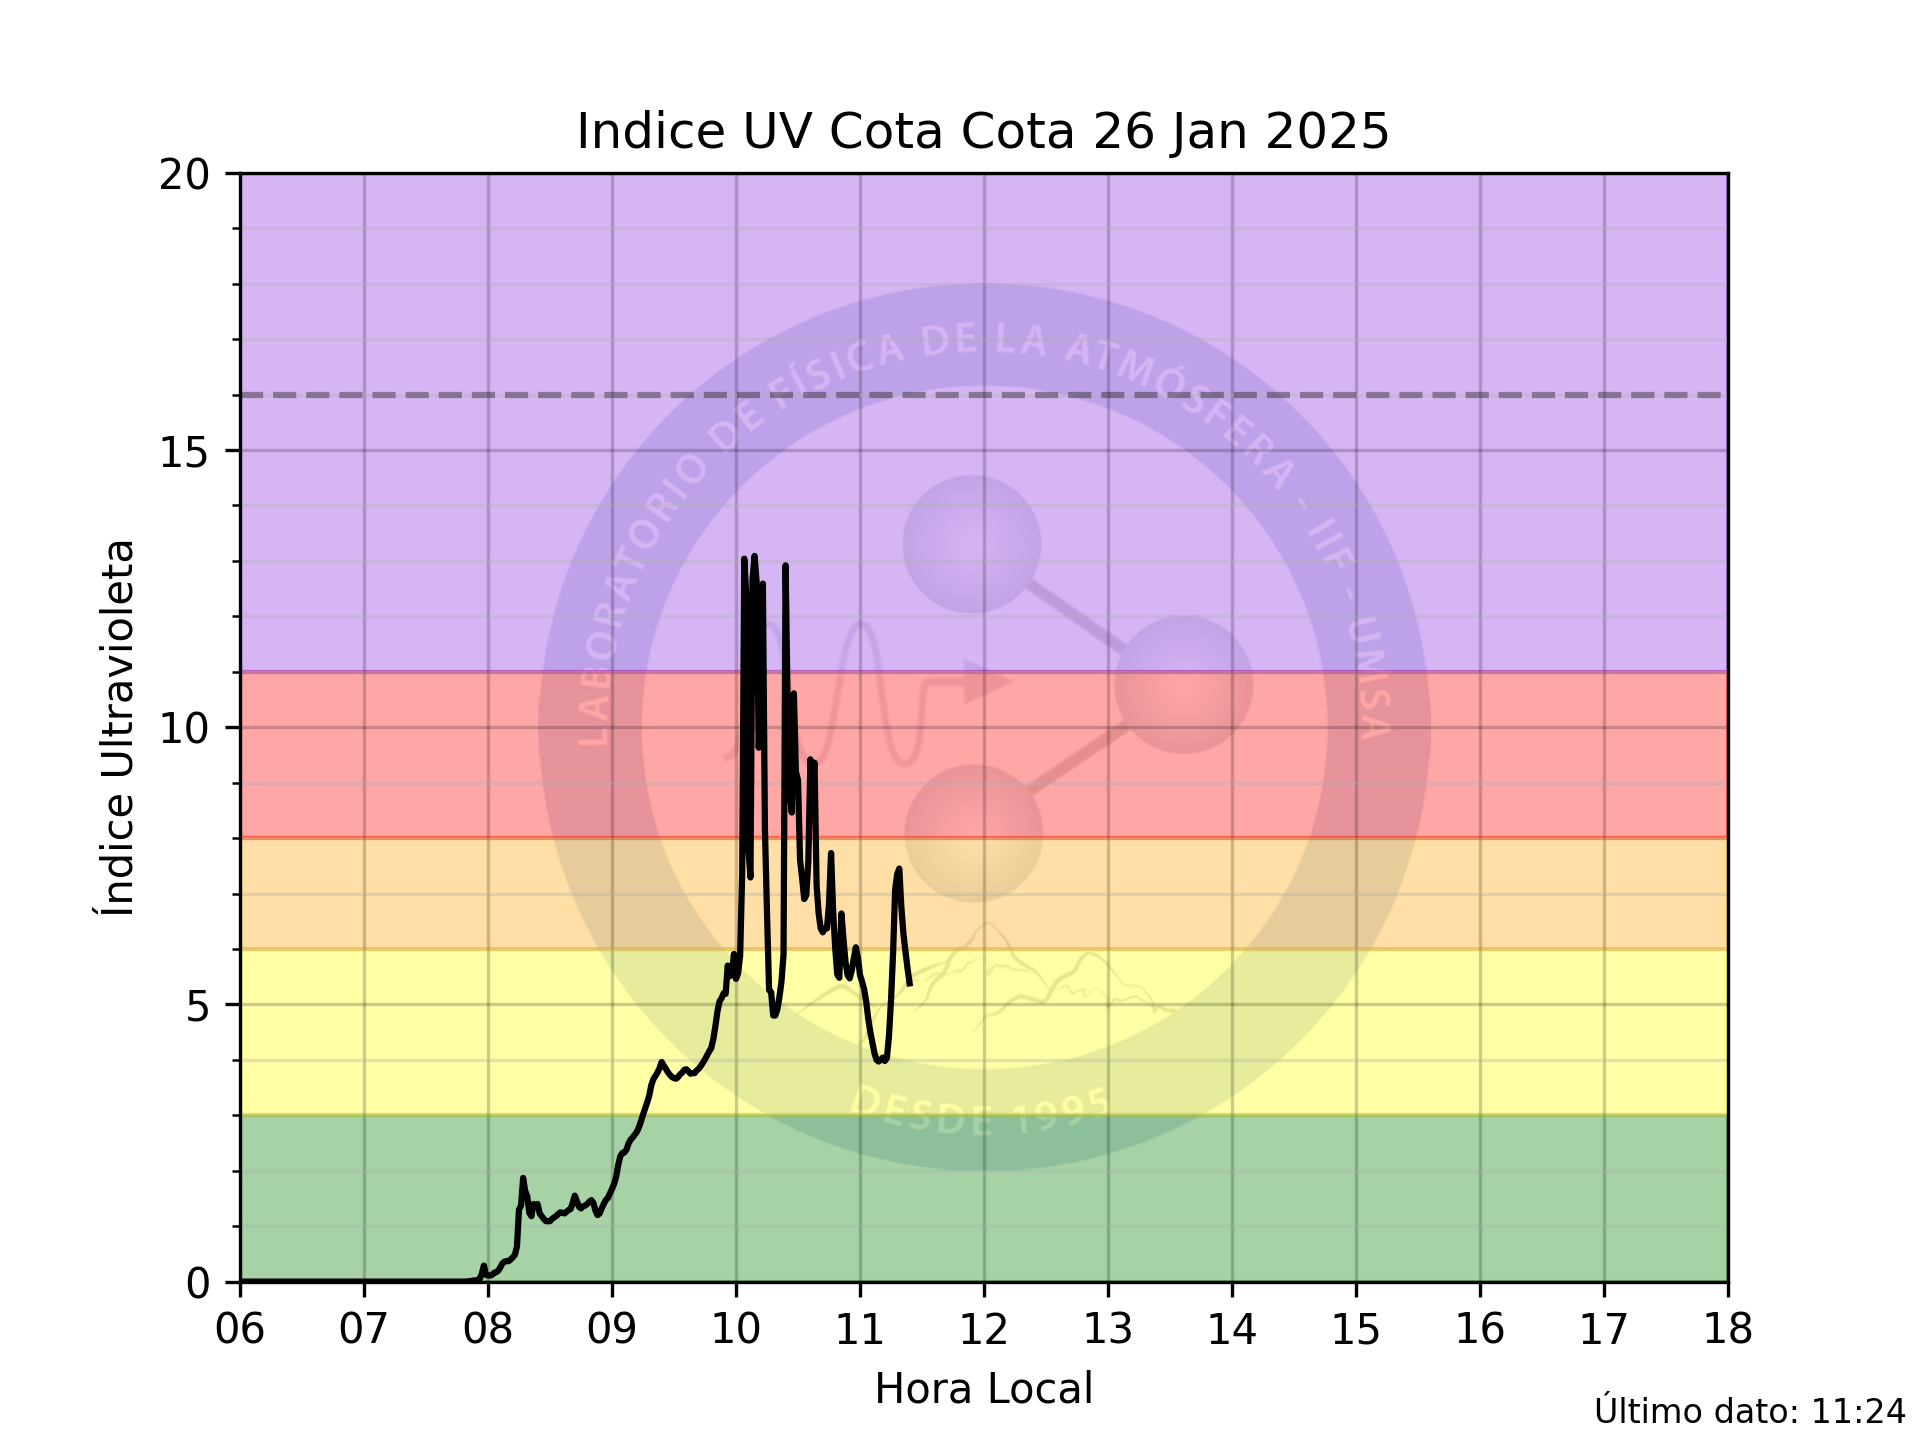 Indice UV Cota Cota 26 Jan 2025
20
15
10
5
0
Índice Ultravioleta
LABORATORIO DE FÍSICA DE LA ATMÓSFERA - IIF - UMSA
DESDE 1995
06 07 08 09 10 11 12 13 14 15 16 17 18
Hora Local
Último dato: 11:24